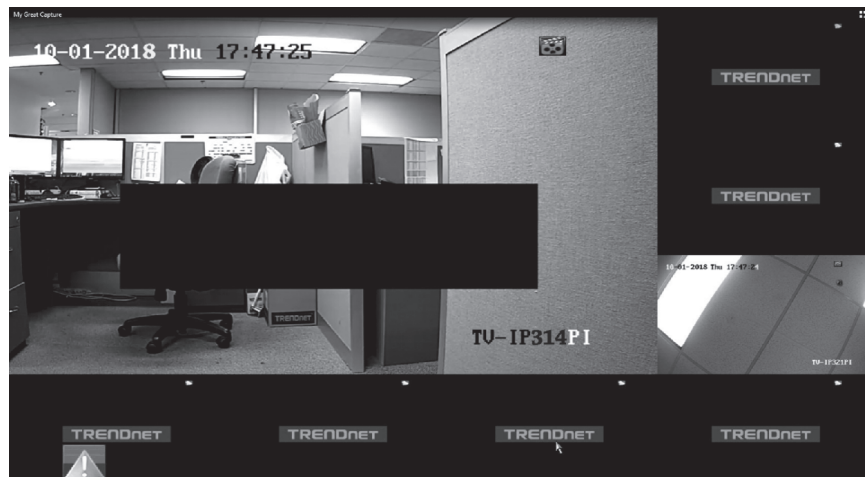 My Great Capture
10-01-2018 Thu 17:47:25
TRENDnet
TRENDnet
10-01-2018 Thu 17:47:24
TRENDnet
TV-IP314PI
TV-IP321PI
TRENDnet
TRENDnet
TRENDnet
TRENDnet